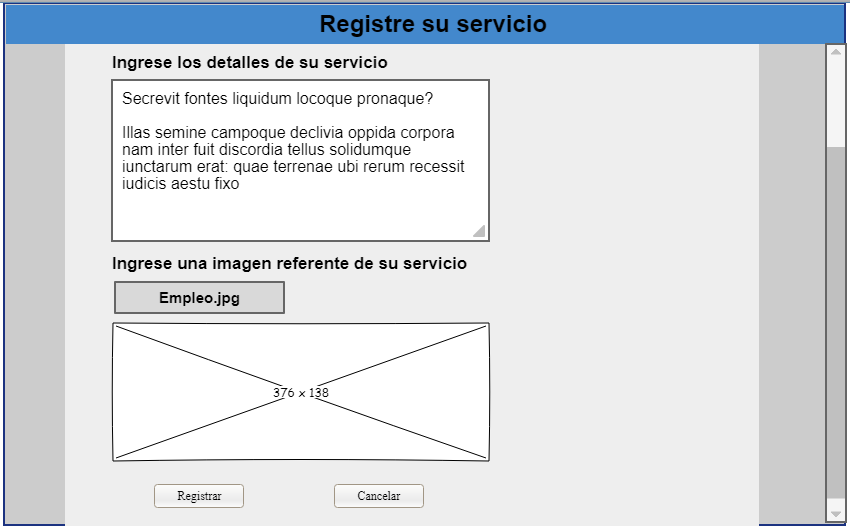 Registre su servicio
Ingrese los detalles de su servicio
Secrevit fontes liquidum locoque pronaque?
Illas semine campoque declivia oppida corpora
nam inter fuit discordia tellus solidumque
iunctarum erat: quae terrenae ubi rerum recessit
iudicis aestu fixo
Ingrese una imagen referente de su servicio
Empleo.jpg
376 x 138
Registrar
Cancelar